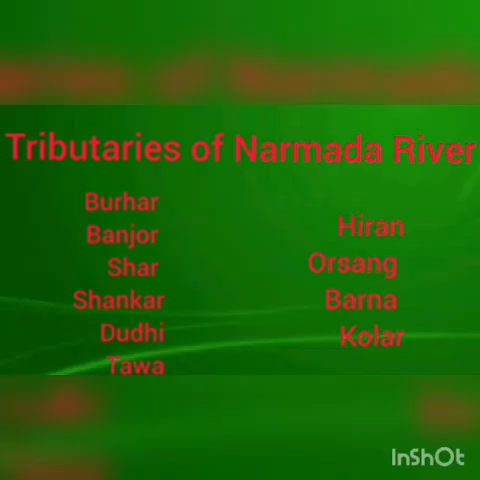 Tributaries of Narmada River
Burhar
Banjor
Shar
Shankar
Dudhi
Tawa
Hiran
Orsang
Barna
Kolar
InShOt